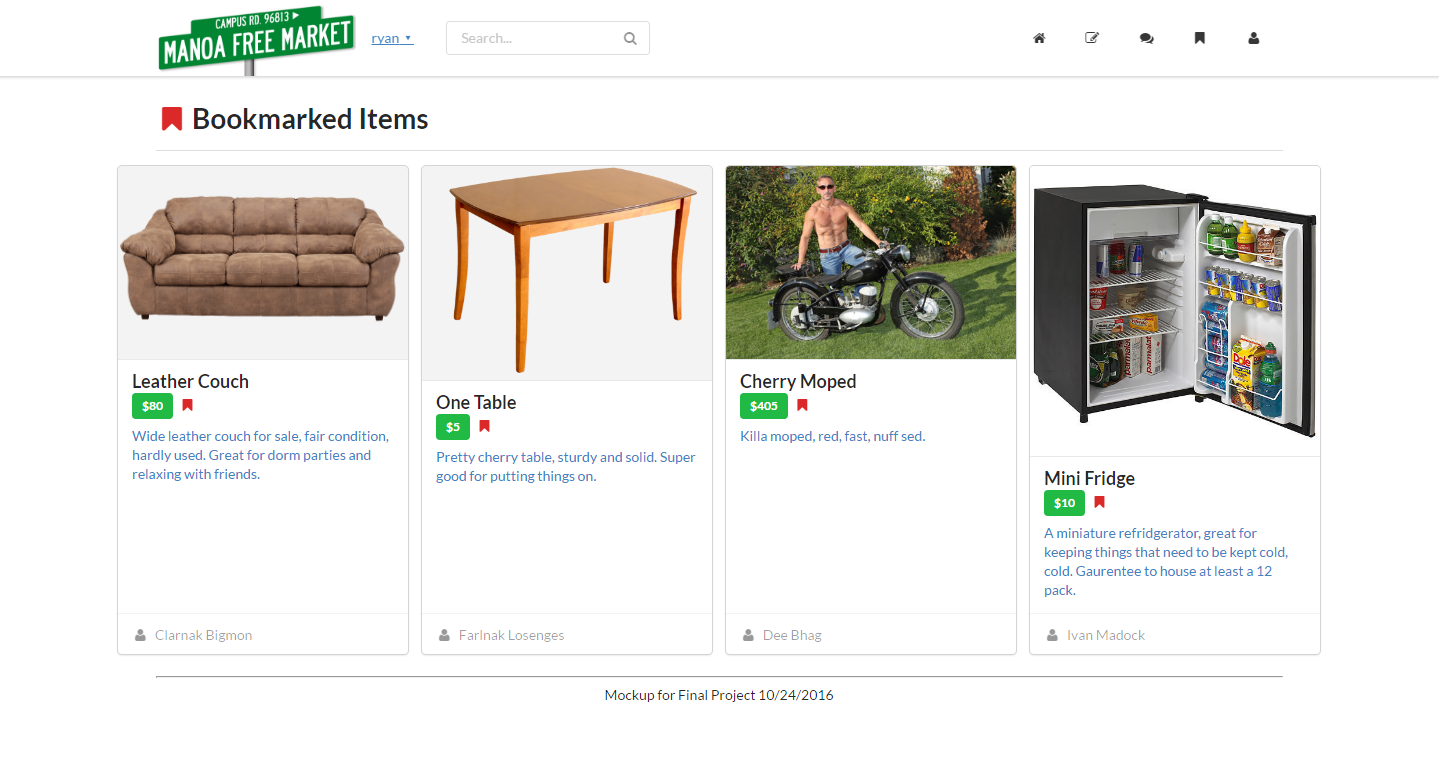 CAMPUS RD. 96813
MANOA FREE MARKET
ryan
Search...
Bookmarked Items
Leather Couch
$80
Wide leather couch for sale, fair condition,
hardly used. Great for dorm parties and
relaxing with friends.
Clarnak Bigmon
One Table
$5
Pretty cherry table, sturdy and solid. Super
good for putting things on.
Farlnak Losenges
Cherry Moped
$405
Killa moped, red, fast, nuff sed.
Dee Bhag
Dole
parmalat
parmalat
Mini Fridge
$10
A miniature refridgerator, great for
keeping things that need to be kept cold,
cold. Gaurentee to house at least a 12
pack.
Ivan Madock
Mockup for Final Project 10/24/2016